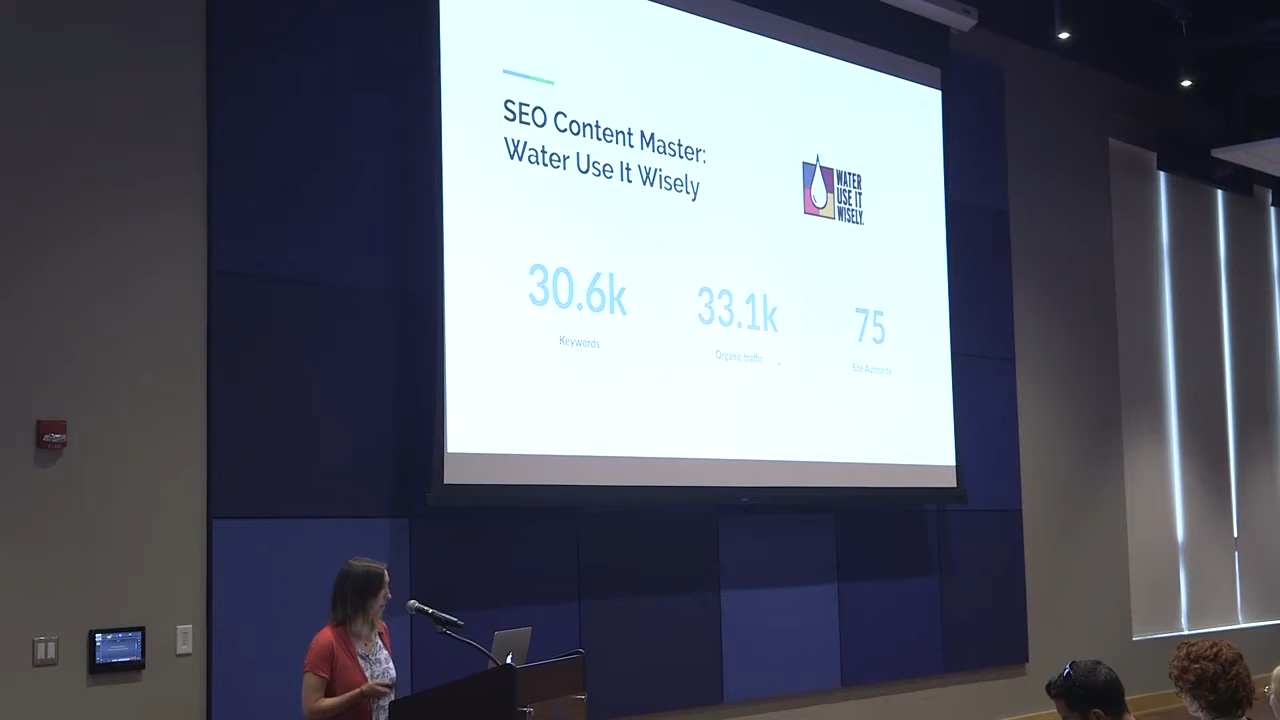 SEO Content Master:
Water Use It Wisely
WATER
USE IT
WISELY.
30.6k
33.1k
75
Keywords
Organic traffic
Site Authority